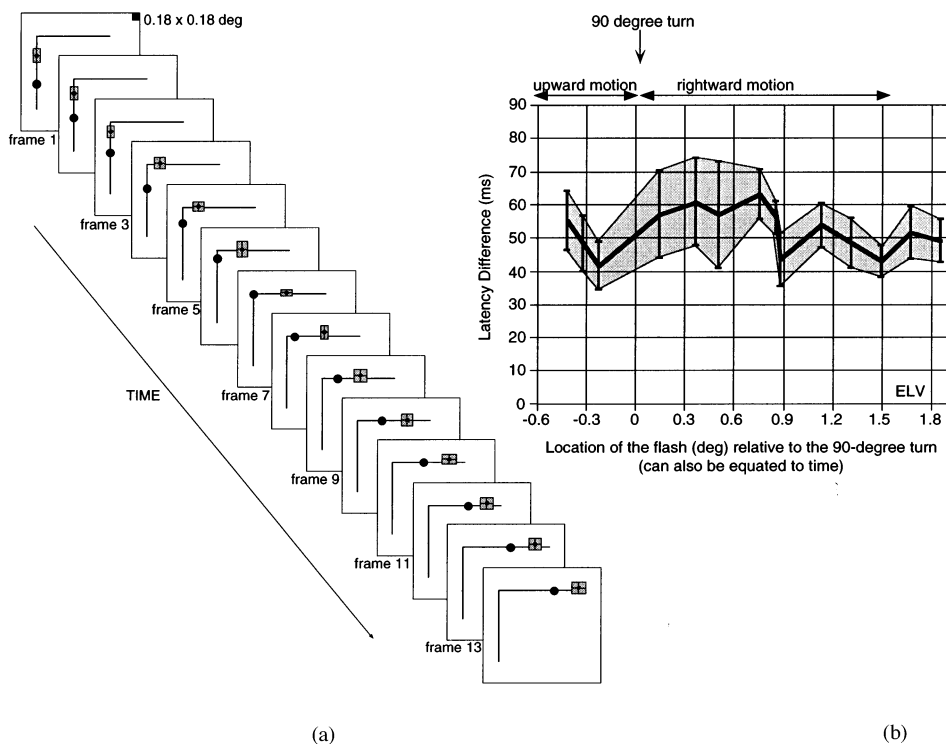 0.18 x 0.18 deg
frame 1
frame 3
frame 5
frame 7
frame 9
frame 11
frame 13
TIME
(a)
90 degree turn
upward motion
rightward motion
90
80
70
60
50
40
30
20
10
0
Latency Difference (ms)
ELV
-0.6
-0.3
0
0.3
0.6
0.9
1.2
1.5
1.8
Location of the flash (deg) relative to the 90-degree turn
(can also be equated to time)
(b)